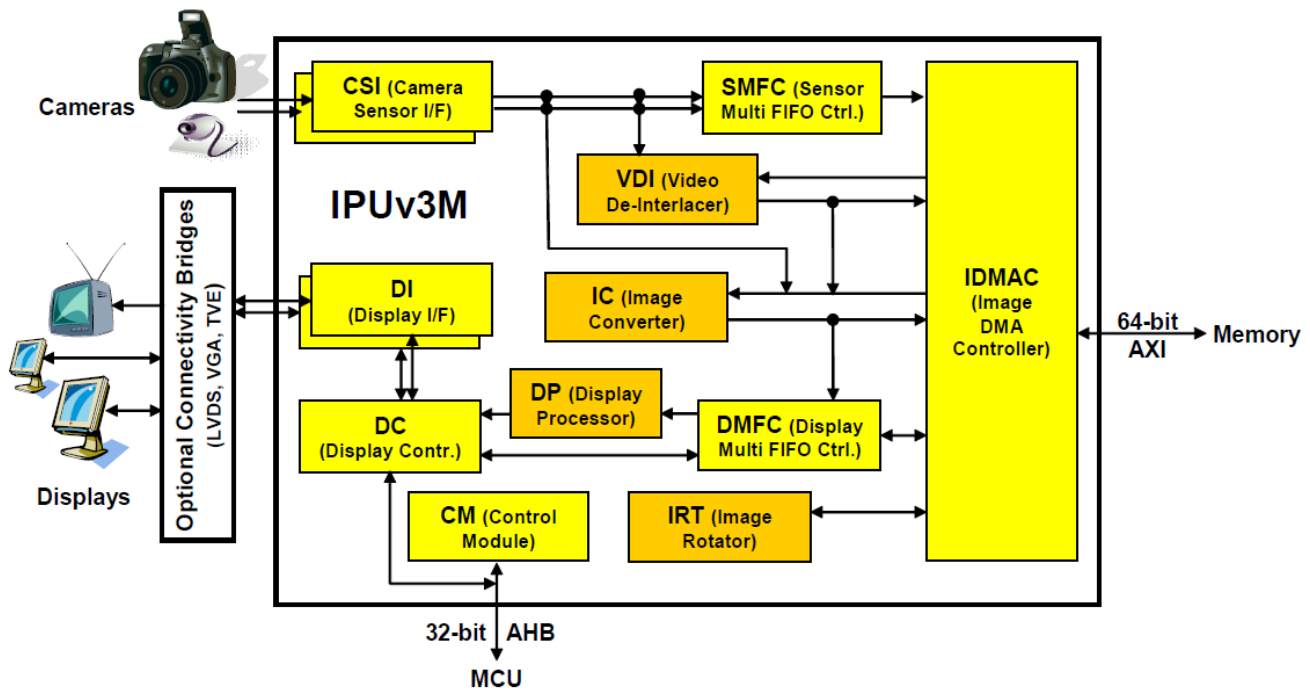 Cameras
CSI (Camera
Sensor I/F)
SMFC (Sensor
Multi FIFO Ctrl.)
VDI (Video
De-Interlacer)
IPUv3M
Optional Connectivity Bridges
(LVDS, VGA, TVE)
DI
(Display I/F)
IC (Image
Converter)
IDMAC
(Image
DMA
Controller)
64-bit
AXI
Memory
DP (Display
Processor)
DC
(Display Contr.)
DMFC (Display
Multi FIFO Ctrl.)
Displays
CM (Control
Module)
IRT (Image
Rotator)
32-bit AHB
MCU